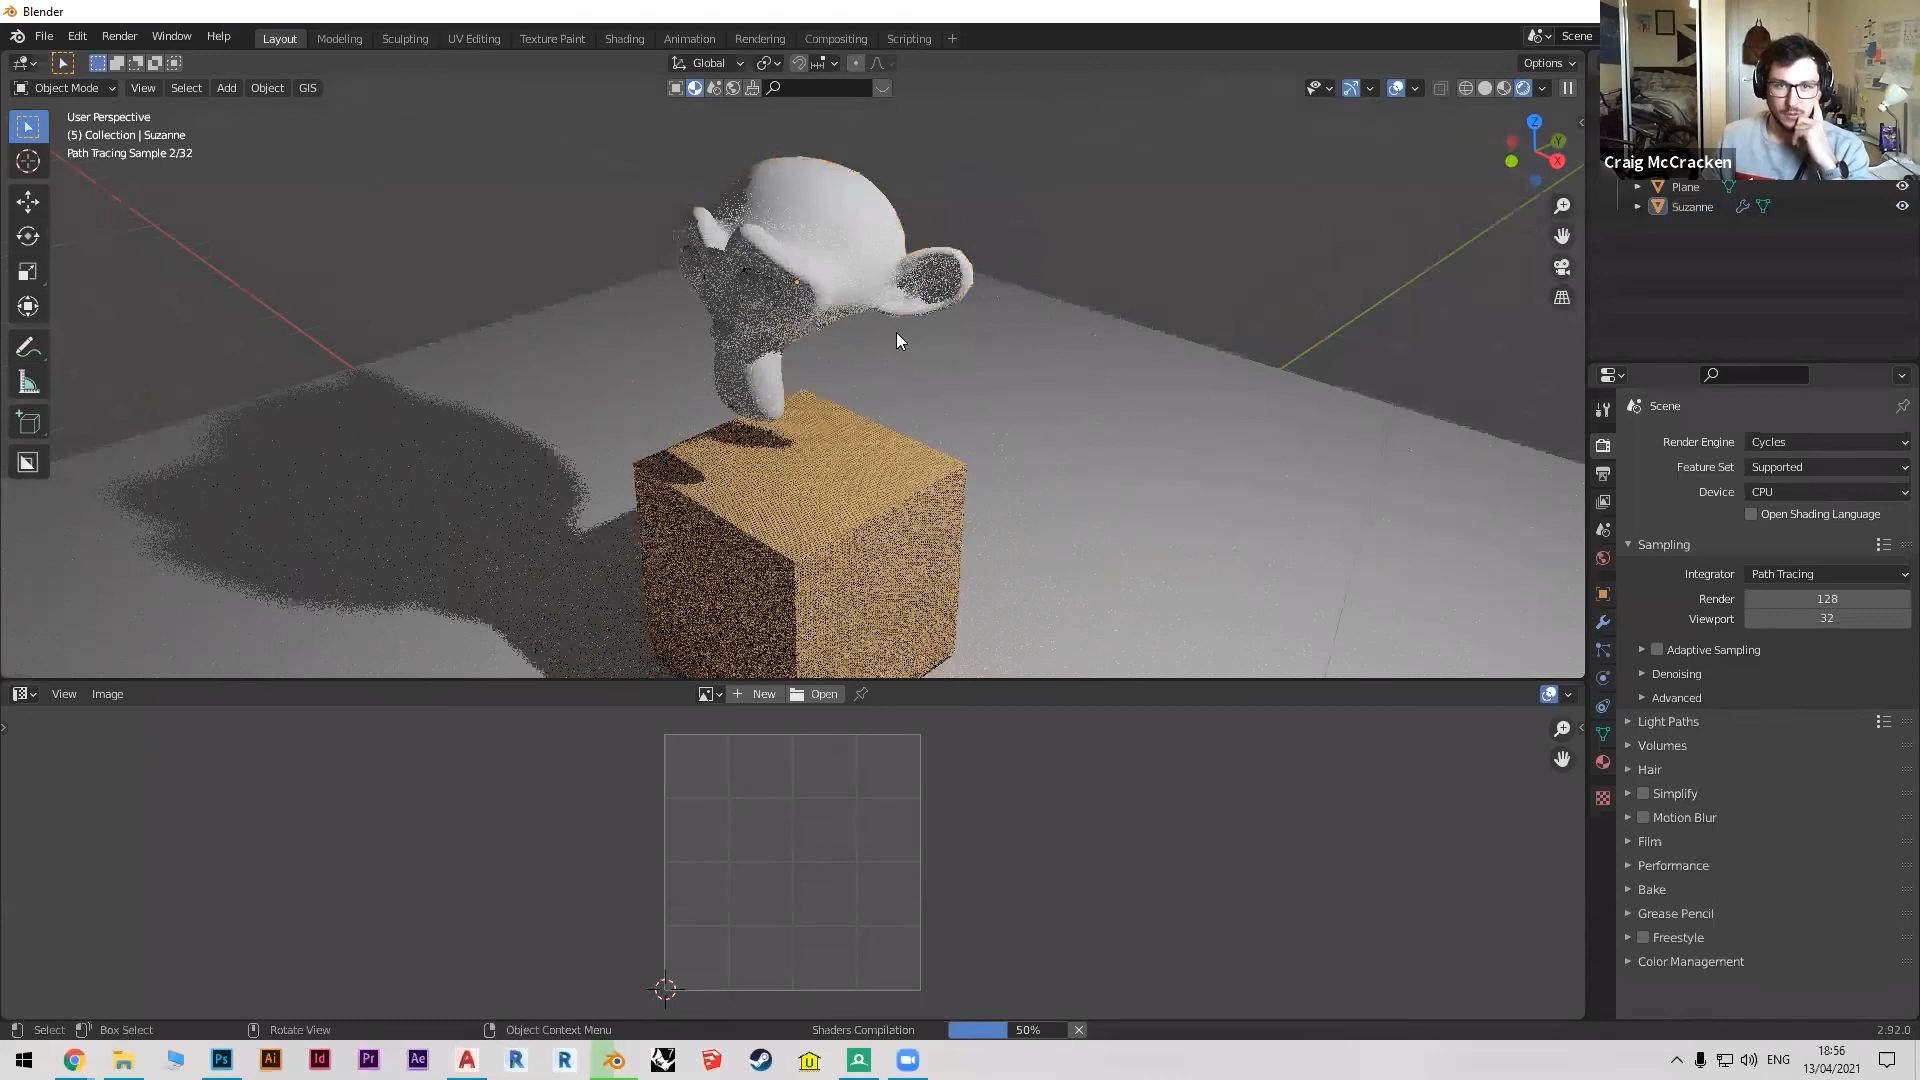 Blender
File Edit Render Window Help
Layout Modeling Sculpting UV Editing Texture Paint Shading Animation Rendering Compositing Scripting
Scene
Global
Options
Object Mode View Select Add Object GIS
User Perspective
(5) Collection | Suzanne
Path Tracing Sample 2/32
Z
Y
X
Craig McCracken
Plane
Suzanne
Scene
Render Engine Cycles
Feature Set Supported
Device CPU
Open Shading Language
Sampling
Integrator Path Tracing
Render 128
Viewport 32
Adaptive Sampling
Denoising
Advanced
Light Paths
Volumes
Hair
Simplify
Motion Blur
Film
Performance
Bake
Grease Pencil
Freestyle
Color Management
View Image
New Open
Select Box Select Rotate View Object Context Menu Shaders Compilation 50% 2.92.0
Ps Ai Id Pr Ae A R R U
ENG
18:56
13/04/2021